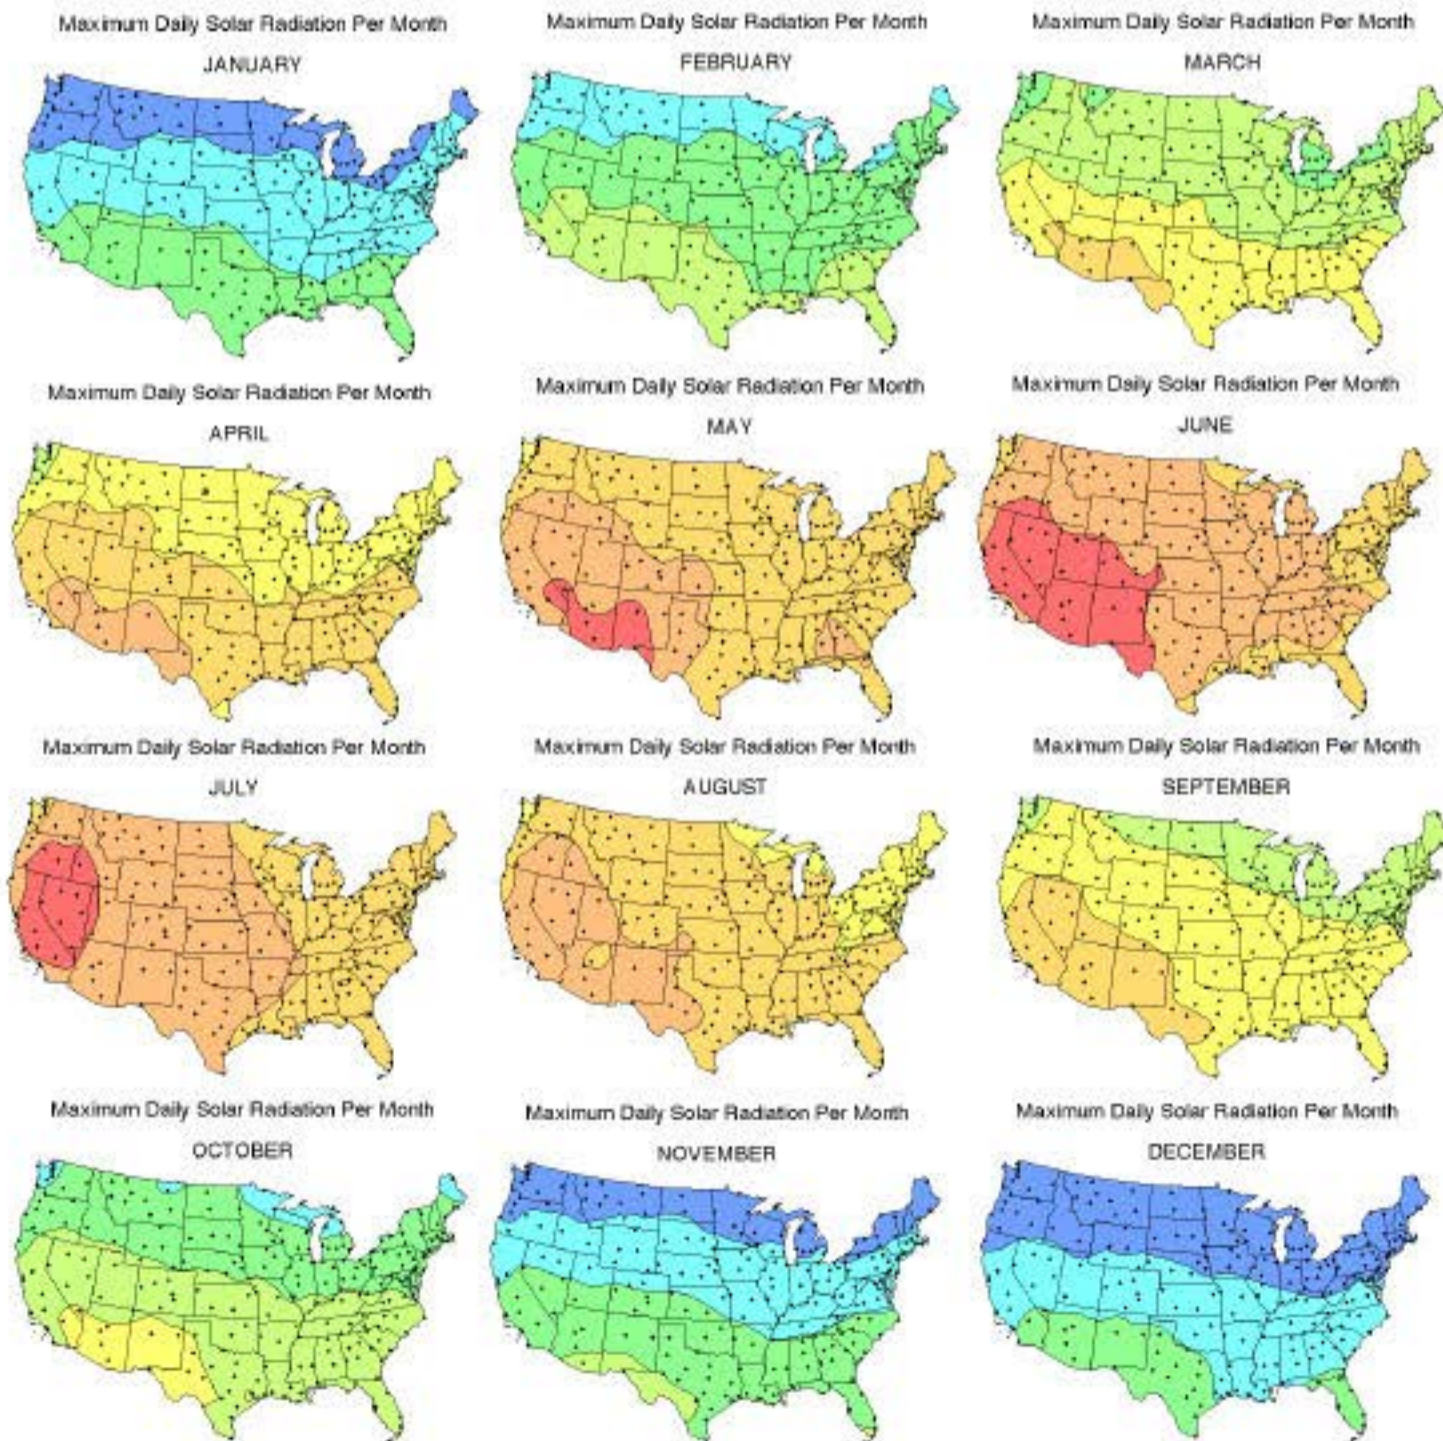 Maximum Daily Solar Radiation Per Month
JANUARY
Maximum Daily Solar Radiation Per Month
FEBRUARY
Maximum Daily Solar Radiation Per Month
MARCH
Maximum Daily Solar Radiation Per Month
APRIL
Maximum Daily Solar Radiation Per Month
MAY
Maximum Daily Solar Radiation Per Month
JUNE
Maximum Daily Solar Radiation Per Month
JULY
Maximum Daily Solar Radiation Per Month
AUGUST
Maximum Daily Solar Radiation Per Month
SEPTEMBER
Maximum Daily Solar Radiation Per Month
OCTOBER
Maximum Daily Solar Radiation Per Month
NOVEMBER
Maximum Daily Solar Radiation Per Month
DECEMBER